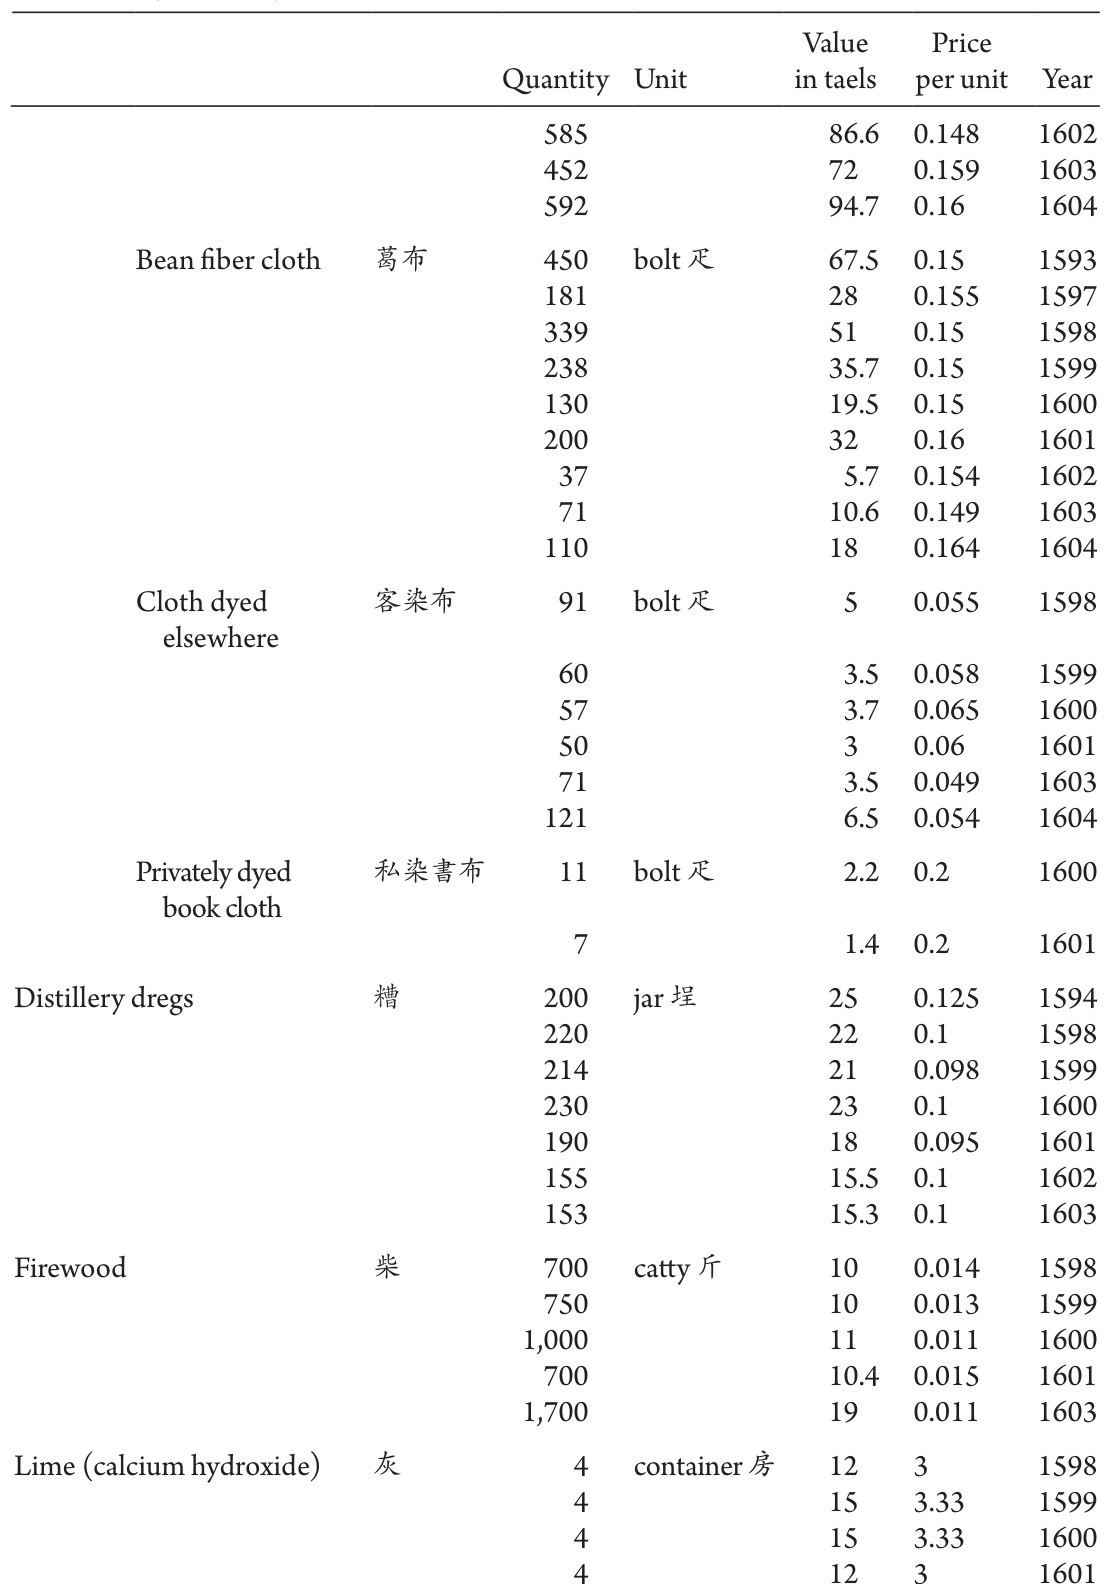 Value Price
Quantity Unit in taels per unit Year
585 86.6 0.148 1602
452 72 0.159 1603
592 94.7 0.16 1604
Bean fiber cloth 葛布 450 bolt 疋 67.5 0.15 1593
181 28 0.155 1597
339 51 0.15 1598
238 35.7 0.15 1599
130 19.5 0.15 1600
200 32 0.16 1601
37 5.7 0.154 1602
71 10.6 0.149 1603
110 18 0.164 1604
Cloth dyed 客染布 91 bolt 疋 5 0.055 1598
elsewhere
60 3.5 0.058 1599
57 3.7 0.065 1600
50 3 0.06 1601
71 3.5 0.049 1603
121 6.5 0.054 1604
Privately dyed 私染書布 11 bolt 疋 2.2 0.2 1600
book cloth
7 1.4 0.2 1601
Distillery dregs 糟 200 jar 埕 25 0.125 1594
220 22 0.1 1598
214 21 0.098 1599
230 23 0.1 1600
190 18 0.095 1601
155 15.5 0.1 1602
153 15.3 0.1 1603
Firewood 柴 700 catty 斤 10 0.014 1598
750 10 0.013 1599
1,000 11 0.011 1600
700 10.4 0.015 1601
1,700 19 0.011 1603
Lime (calcium hydroxide) 灰 4 container 房 12 3 1598
4 15 3.33 1599
4 15 3.33 1600
4 12 3 1601